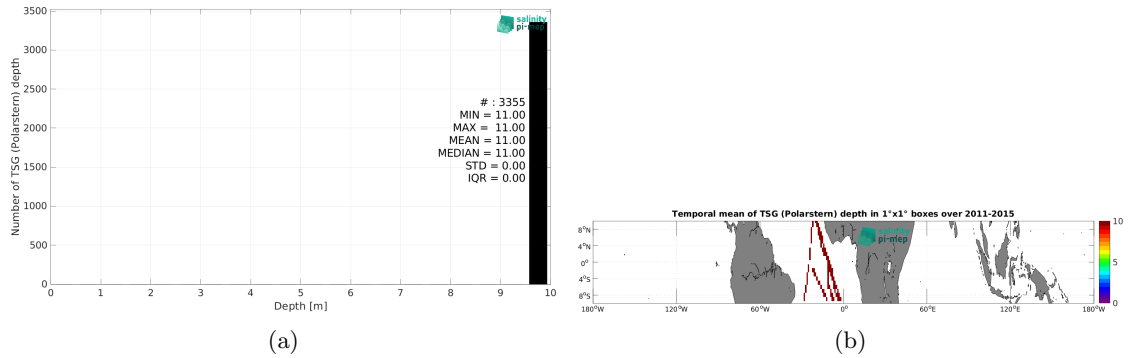 3500
3000
2500
2000
1500
1000
500
0
Number of TSG (Polarstern) depth
salinity
pi-mep
# : 3355
MIN = 11.00
MAX = 11.00
MEAN = 11.00
MEDIAN = 11.00
STD = 0.00
IQR = 0.00
0 1 2 3 4 5 6 7 8 9 10
Depth [m]
(a)
Temporal mean of TSG (Polarstern) depth in 1°x1° boxes over 2011-2015
salinity
pi-mep
8°N
4°N
0°
4°S
8°S
180°W 60°W 0° 60°E 120°E 180°W
10
5
0
(b)